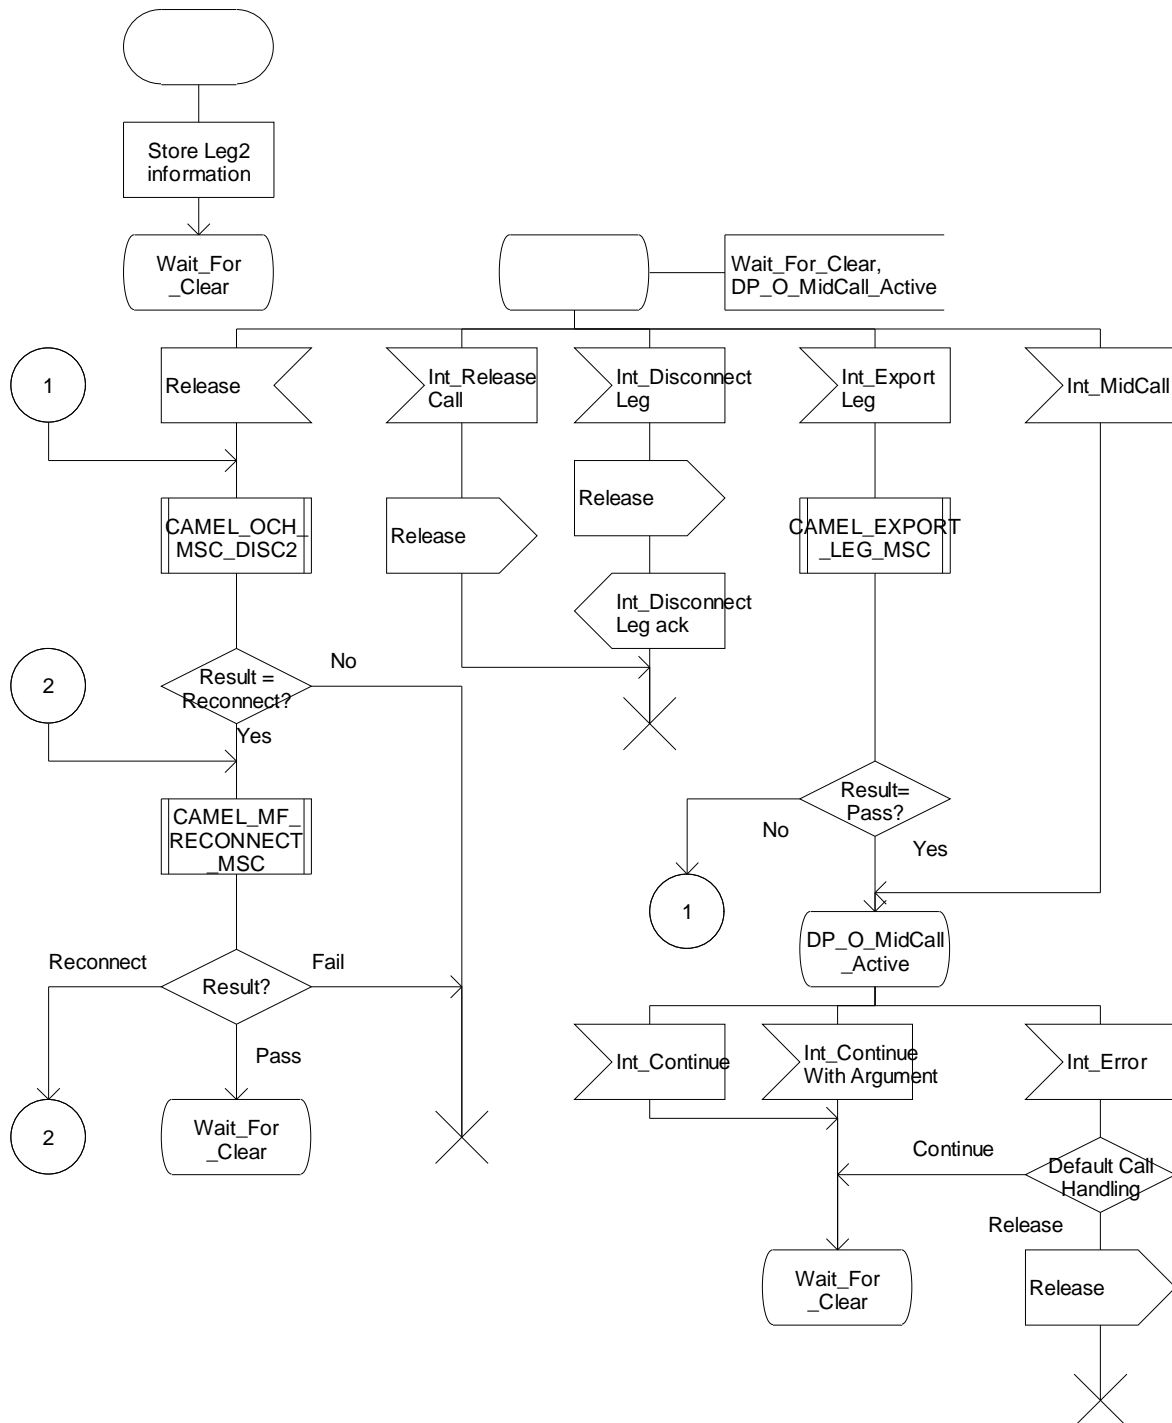 Store Leg2
information
Wait_For
_Clear
Wait_For_Clear,
DP_O_MidCall_Active
1
Release
Int_Release
Call
Int_Disconnect
Leg
Int_Export
Leg
Int_MidCall
Release
Release
CAMEL_OCH_
MSC_DISC2
CAMEL_EXPORT
_LEG_MSC
Int_Disconnect
Leg ack
2
Result =
Reconnect?
No
Yes
CAMEL_MF_
RECONNECT
_MSC
Result=
Pass?
No
Yes
1
DP_O_MidCall
_Active
Reconnect
Result?
Fail
Pass
2
Wait_For
_Clear
Int_Continue
Int_Continue
With Argument
Int_Error
Continue
Default Call
Handling
Release
Wait_For
_Clear
Release